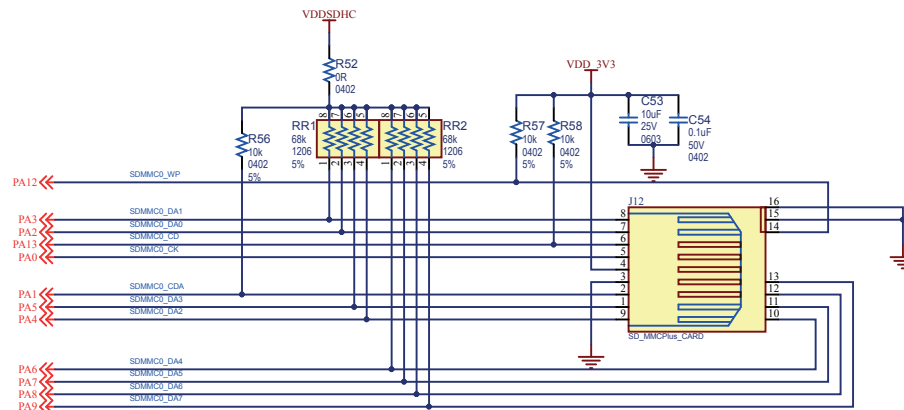 VDDSDHC
R52
0R
0402
VDD_3V3
8 7 6 5 8 7 6 5
R56
10k
0402
5%
RR1
68k
1206
5%
RR2
68k
1206
5%
1 2 3 4 1 2 3 4
R57
10k
0402
5%
R58
10k
0402
5%
C53
10uF
25V
0603
C54
0.1uF
50V
0402
PA12 SDMMC0_WP
PA3 SDMMC0_DA1
PA2 SDMMC0_DA0
PA13 SDMMC0_CD
PA0 SDMMC0_CK
PA1 SDMMC0_CDA
PA5 SDMMC0_DA3
PA4 SDMMC0_DA2
PA6 SDMMC0_DA4
PA7 SDMMC0_DA5
PA8 SDMMC0_DA6
PA9 SDMMC0_DA7
J12
8
7
6
5
4
3
2
1
9
16
15
14
13
12
11
10
SD_MMCPlus_CARD